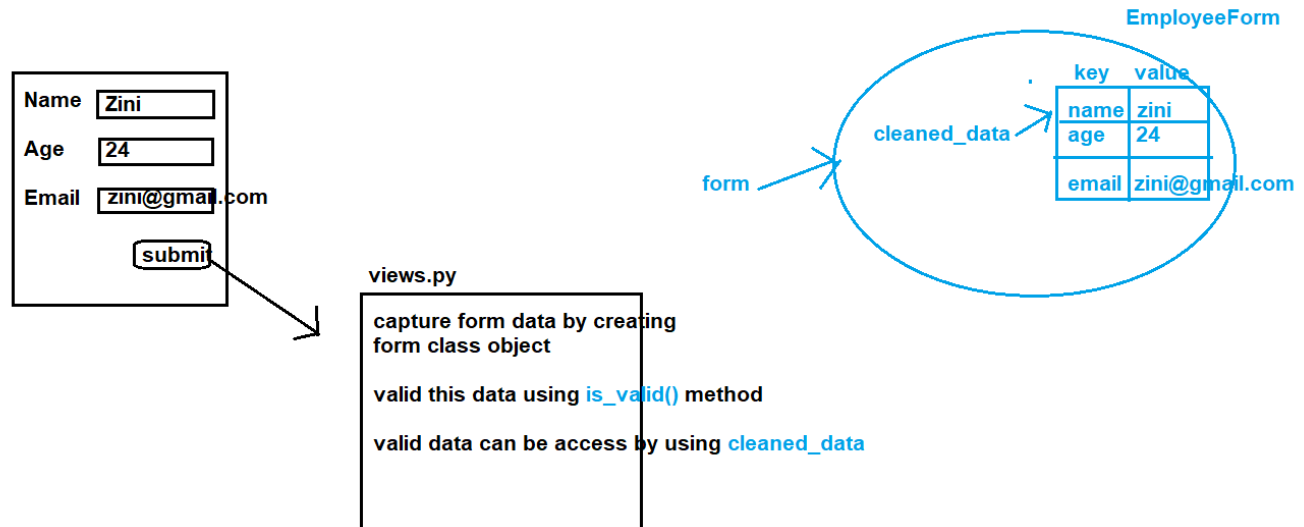 Name Zini
Age 24
Email zini@gmail.com
submit
views.py
capture form data by creating
form class object
valid this data using is_valid() method
valid data can be access by using cleaned_data
EmployeeForm
key value
name zini
cleaned_data
age 24
form
email zini@gmail.com